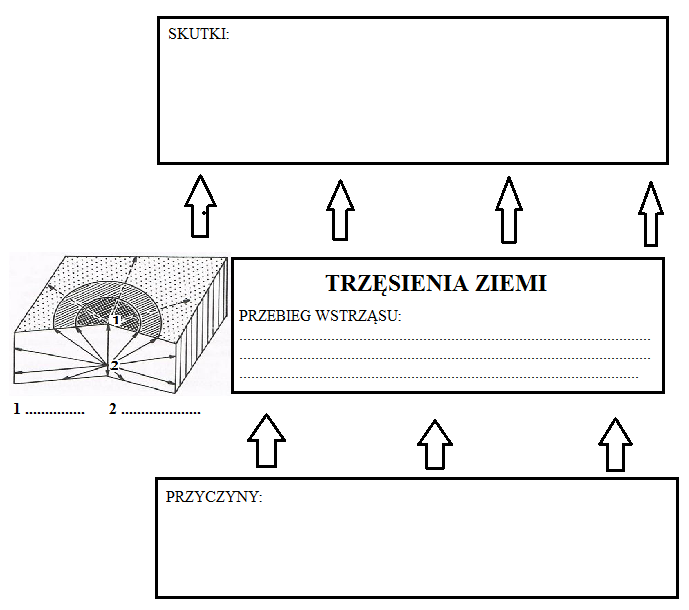 SKUTKI:
TRZĘSIENIA ZIEMI
PRZEBIEG WSTRZĄSU:
1
2
1 ............... 2 ....................
PRZYCZYNY: